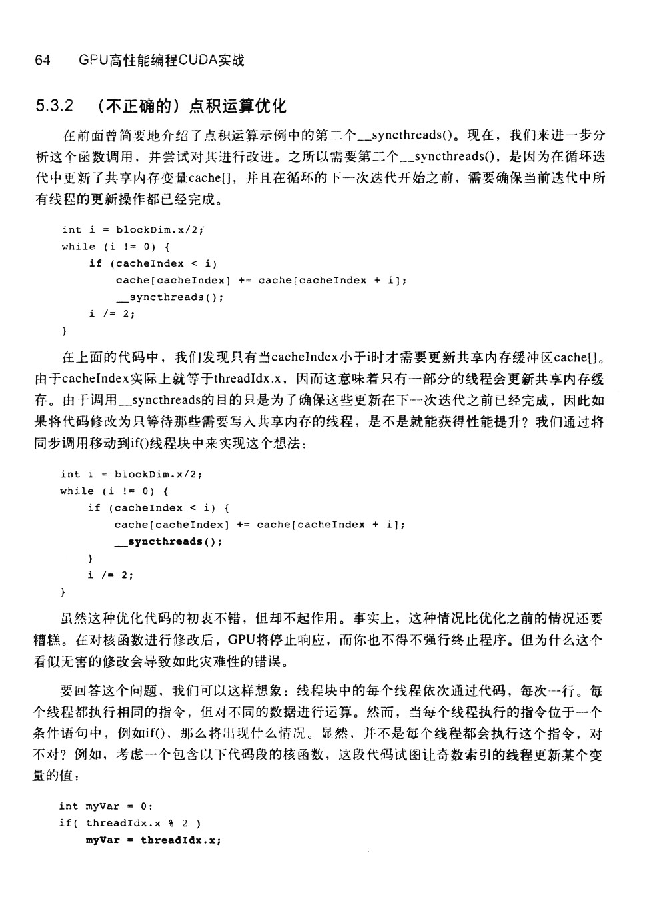 64 GPU高性能编程CUDA实战
5.3.2 （不正确的）点积运算优化
在前面曾简要地介绍了点积运算示例中的第二个__syncthreads()。现在，我们来进一步分
析这个函数调用，并尝试对其进行改进。之所以需要第二个__syncthreads()，是因为在循环迭
代中更新了共享内存变量cache[]，并且在循环的下一次迭代开始之前，需要确保当前迭代中所
有线程的更新操作都已经完成。
int i = blockDim.x/2;
while (i != 0) {
if (cacheIndex < i)
cache[cacheIndex] += cache[cacheIndex + i];
__syncthreads();
i /= 2;
}
在上面的代码中，我们发现只有当cacheIndex小于i时才需要更新共享内存缓冲区cache[]。
由于cacheIndex实际上就等于threadIdx.x，因而这意味着只有一部分的线程会更新共享内存缓
存。由于调用__syncthreads的目的只是为了确保这些更新在下一次迭代之前已经完成，因此如
果将代码修改为只等待那些需要写入共享内存的线程，是不是就能获得性能提升？我们通过将
同步调用移动到if()线程块中来实现这个想法：
int i = blockDim.x/2;
while (i != 0) {
if (cacheIndex < i) {
cache[cacheIndex] += cache[cacheIndex + i];
__syncthreads();
}
i /= 2;
}
虽然这种优化代码的初衷不错，但却不起作用。事实上，这种情况比优化之前的情况还要
糟糕。在对核函数进行修改后，GPU将停止响应，而你也不得不强行终止程序。但为什么这个
看似无害的修改会导致如此灾难性的错误。
要回答这个问题，我们可以这样想象：线程块中的每个线程依次通过代码，每次一行。每
个线程都执行相同的指令，但对不同的数据进行运算。然而，当每个线程执行的指令位于一个
条件语句中，例如if()，那么将出现什么情况。显然，并不是每个线程都会执行这个指令，对
不对？例如，考虑一个包含以下代码段的核函数，这段代码试图让奇数索引的线程更新某个变
量的值：
int myVar = 0;
if( threadIdx.x % 2 )
myVar = threadIdx.x;